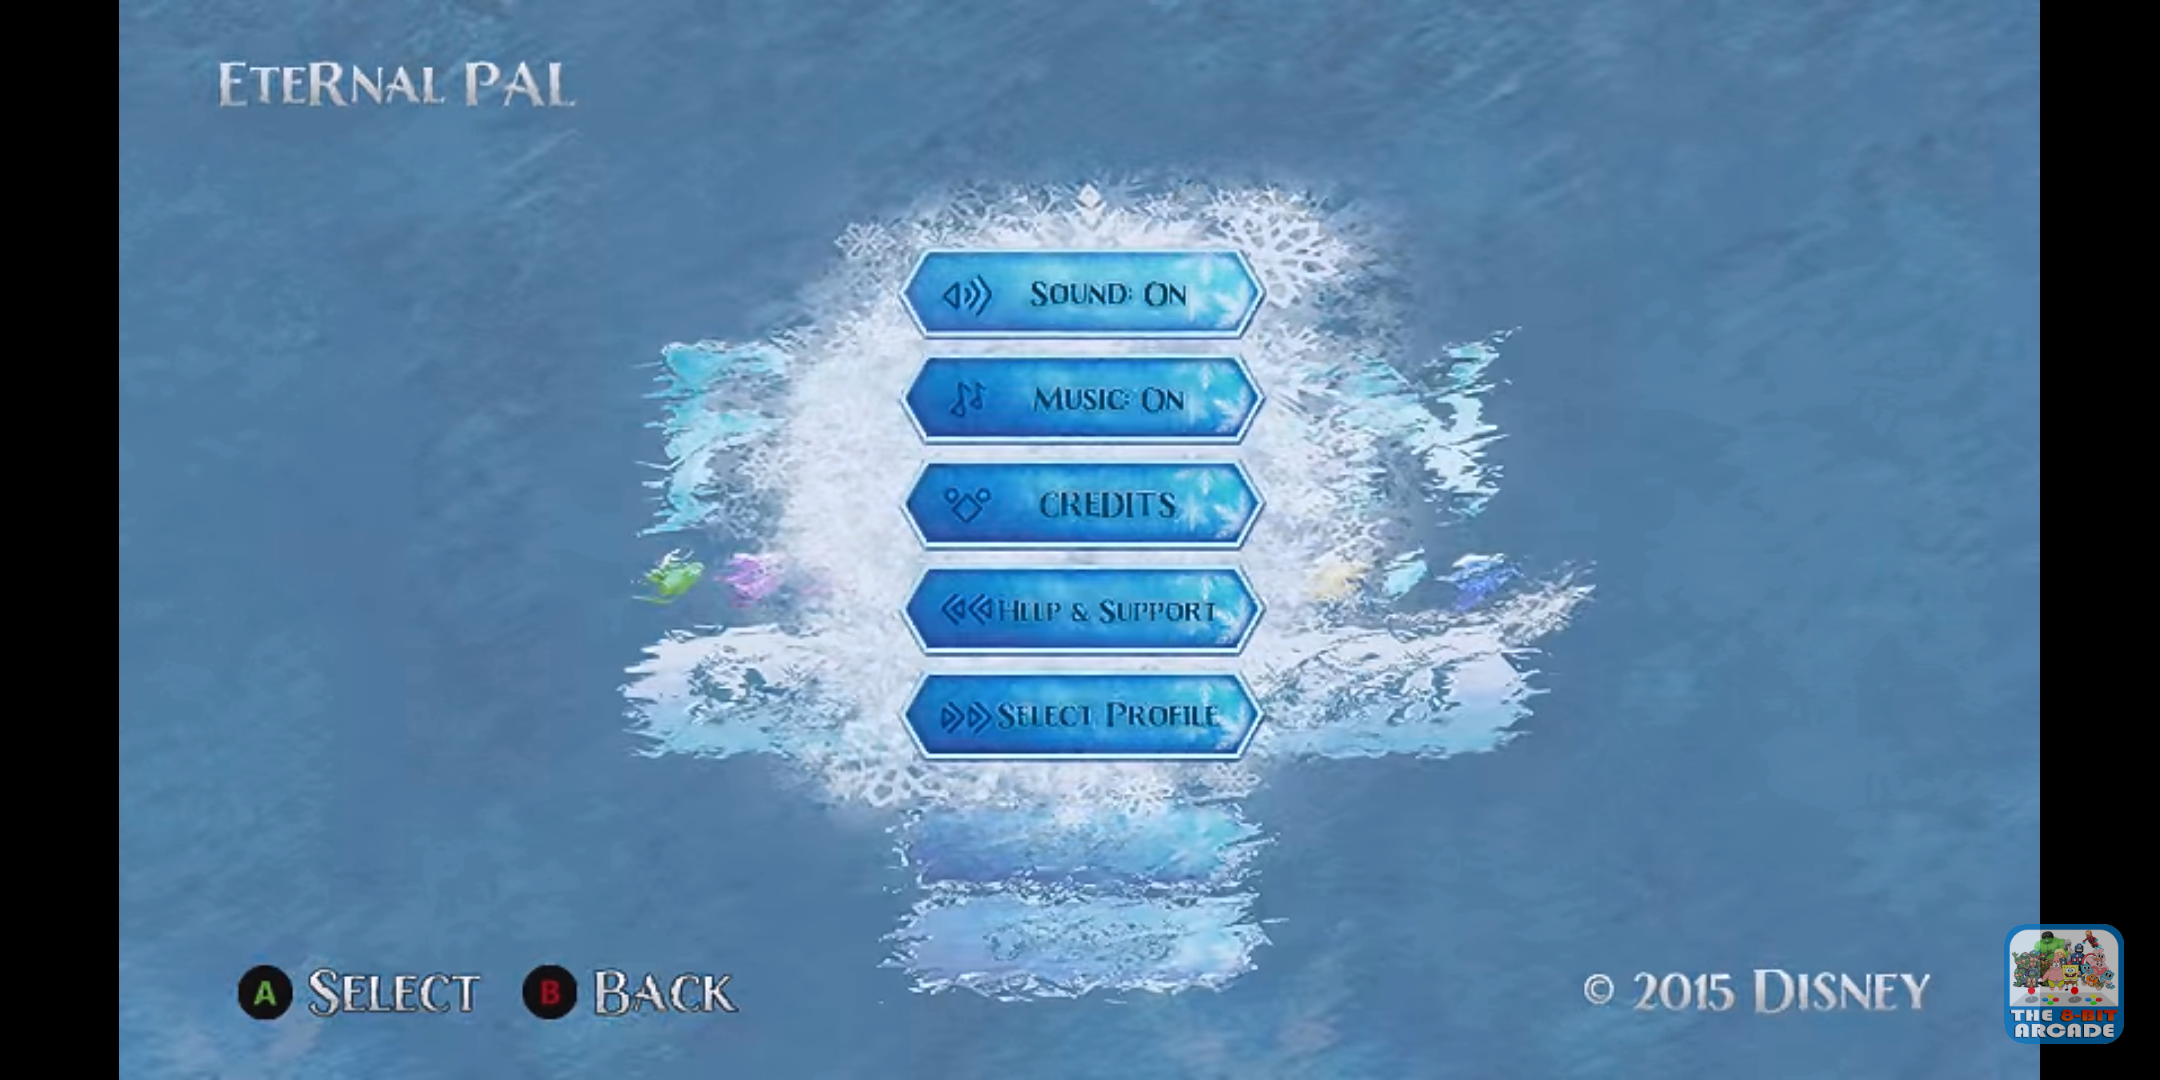 ETERNAL PAL
SOUND: ON
MUSIC: ON
CREDITS
HELP & SUPPORT
SELECT PROFILE
A SELECT B BACK
© 2015 DISNEY
THE 8-BIT
ARCADE